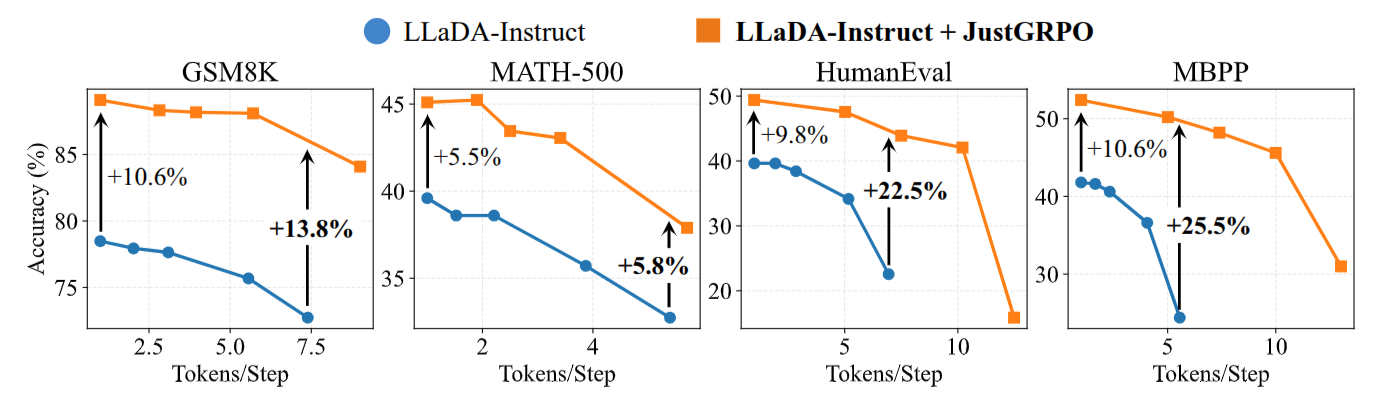 LLaDA-Instruct
LLaDA-Instruct + JustGRPO
GSM8K
MATH-500
HumanEval
MBPP
Accuracy (%)
85
80
75
+10.6%
+13.8%
2.5
5.0
7.5
Tokens/Step
45
40
35
+5.5%
+5.8%
2
4
Tokens/Step
50
40
30
20
+9.8%
+22.5%
5
10
Tokens/Step
50
40
30
+10.6%
+25.5%
5
10
Tokens/Step